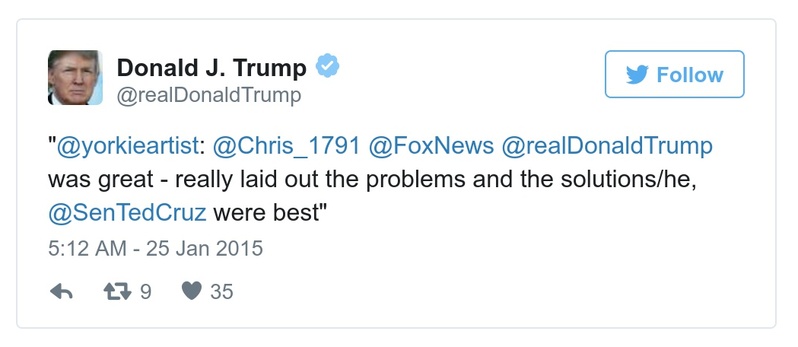 Donald J. Trump
@realDonaldTrump
Follow
"@yorkieartist: @Chris_1791 @FoxNews @realDonaldTrump
was great - really laid out the problems and the solutions/he,
@SenTedCruz were best"
5:12 AM - 25 Jan 2015
9 35